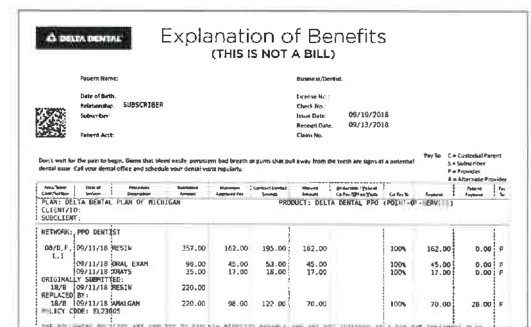 DELTA DENTAL
Explanation of Benefits
(THIS IS NOT A BILL)
Patient Name: Business/Dentist:
Date of Birth: License No.:
Relationship: SUBSCRIBER Check No.:
Subscriber: Issue Date: 09/19/2018
Receipt Date: 09/13/2018
Patient Acct: Claim No.
Pay To C = Custodial Parent
S = Subscriber
P = Provider
A = Alternate Provider
Don't wait for the pain to begin. Gums that bleed easily, persistent bad breath or gums that pull away from the teeth are signs of a potential
dental issue. Call your dental office and schedule your dental visits regularly.
PLAN: DELTA DENTAL PLAN OF MICHIGAN PRODUCT: DELTA DENTAL PPO (POINT-OF-SERVICE)
CLIENT/ID:
SUBCLIENT:
NETWORK: PPO DENTIST
08/D,F, 09/11/18 RESIN 357.00 162.00 195.00 162.00 100% 162.00 0.00 P
I,I
09/11/18 ORAL EXAM 98.00 45.00 53.00 45.00 100% 45.00 0.00 P
09/11/18 XRAYS 35.00 17.00 18.00 17.00 100% 17.00 0.00 P
ORIGINALLY SUBMITTED:
18/B 09/11/18 RESIN 220.00
REPLACED BY:
18/B 09/11/18 AMALGAM 220.00 98.00 122.00 70.00 100% 70.00 28.00 P
POLICY CODE: EL23005